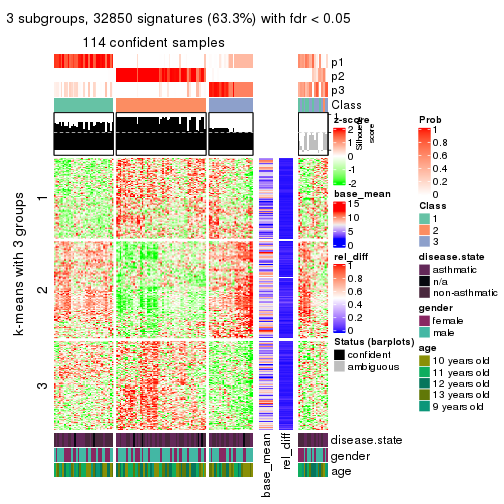 3 subgroups, 32850 signatures (63.3%) with fdr < 0.05
114 confident samples
p1
p2
p3
Class
z-score
2
1
0
-1
-2
Silhouette
score
base_mean
15
10
5
0
rel_diff
1
0.8
0.6
0.4
0.2
0
Status (barplots)
confident
ambiguous
Prob
1
0.8
0.6
0.4
0.2
0
Class
1
2
3
disease.state
asthmatic
n/a
non-asthmatic
gender
female
male
age
10 years old
11 years old
12 years old
13 years old
9 years old
k-means with 3 groups
1
2
3
disease.state
gender
age
base_mean
rel_diff